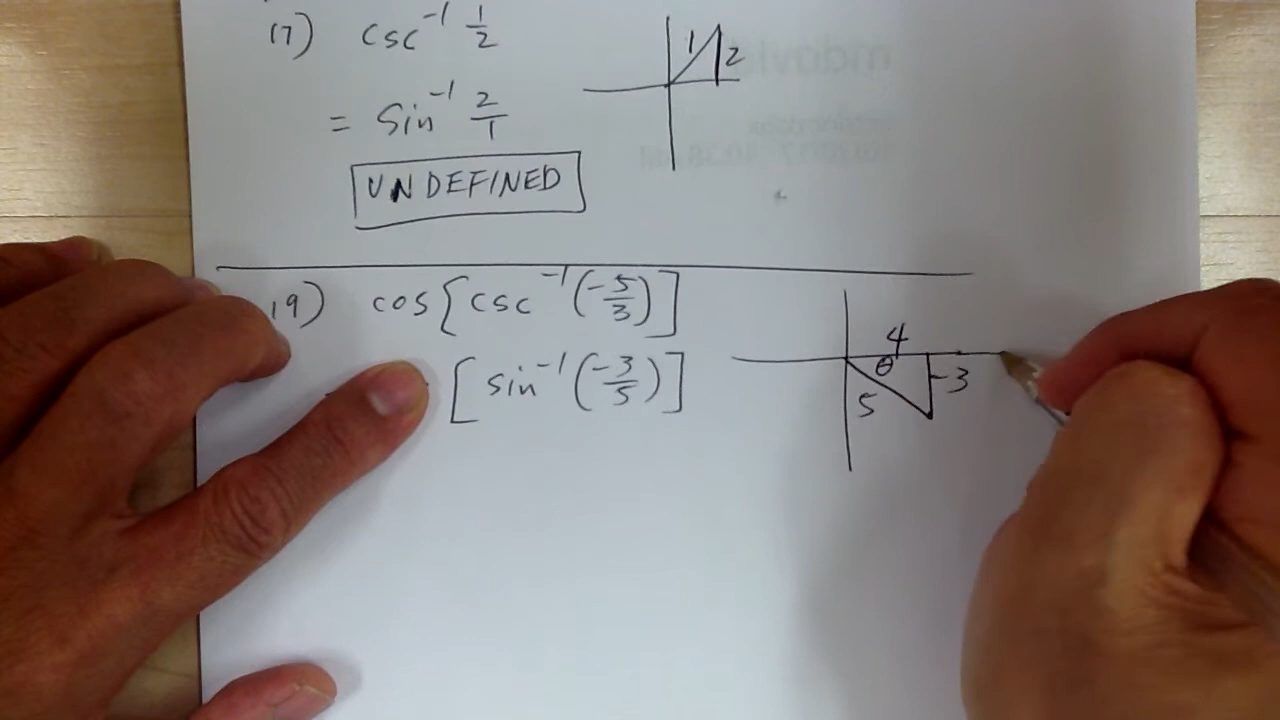 17) csc⁻¹ 1/2
1
2
= sin⁻¹ 2/1
UNDEFINED
19) cos[csc⁻¹(-5/3)]
[sin⁻¹(-3/5)]
4
θ
-3
5